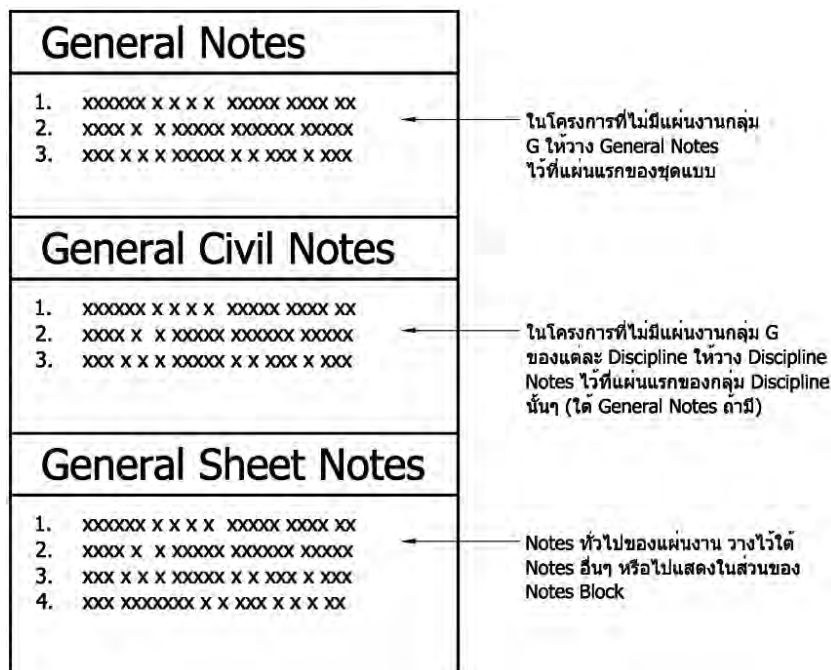 General Notes
1. xxxxxx x x x x xxxxx xxxx xx
2. xxxx x x xxxxx xxxxxx xxxxx
3. xxx x x x xxxxx x x xxx x xxx
ในโครงการที่ไม่มีแผ่นงานกลุ่ม
G ให้วาง General Notes
ไว้ที่แผ่นแรกของชุดแบบ
General Civil Notes
1. xxxxxx x x x x xxxxx xxxx xx
2. xxxx x x xxxxx xxxxxx xxxxx
3. xxx x x x xxxxx x x xxx x xxx
ในโครงการที่ไม่มีแผ่นงานกลุ่ม G
ของแต่ละ Discipline ให้วาง Discipline
Notes ไว้ที่แผ่นแรกของกลุ่ม Discipline
นั้นๆ (ใต้ General Notes ถ้ามี)
General Sheet Notes
1. xxxxxx x x x x xxxxx xxxx xx
2. xxxx x x xxxxx xxxxxx xxxxx
3. xxx x x x xxxxx x x xxx x xxx
4. xxx xxxxxxx x x xxx x x x xx
Notes ทั่วไปของแผ่นงาน วางไว้ใต้
Notes อื่นๆ หรือไปแสดงในส่วนของ
Notes Block